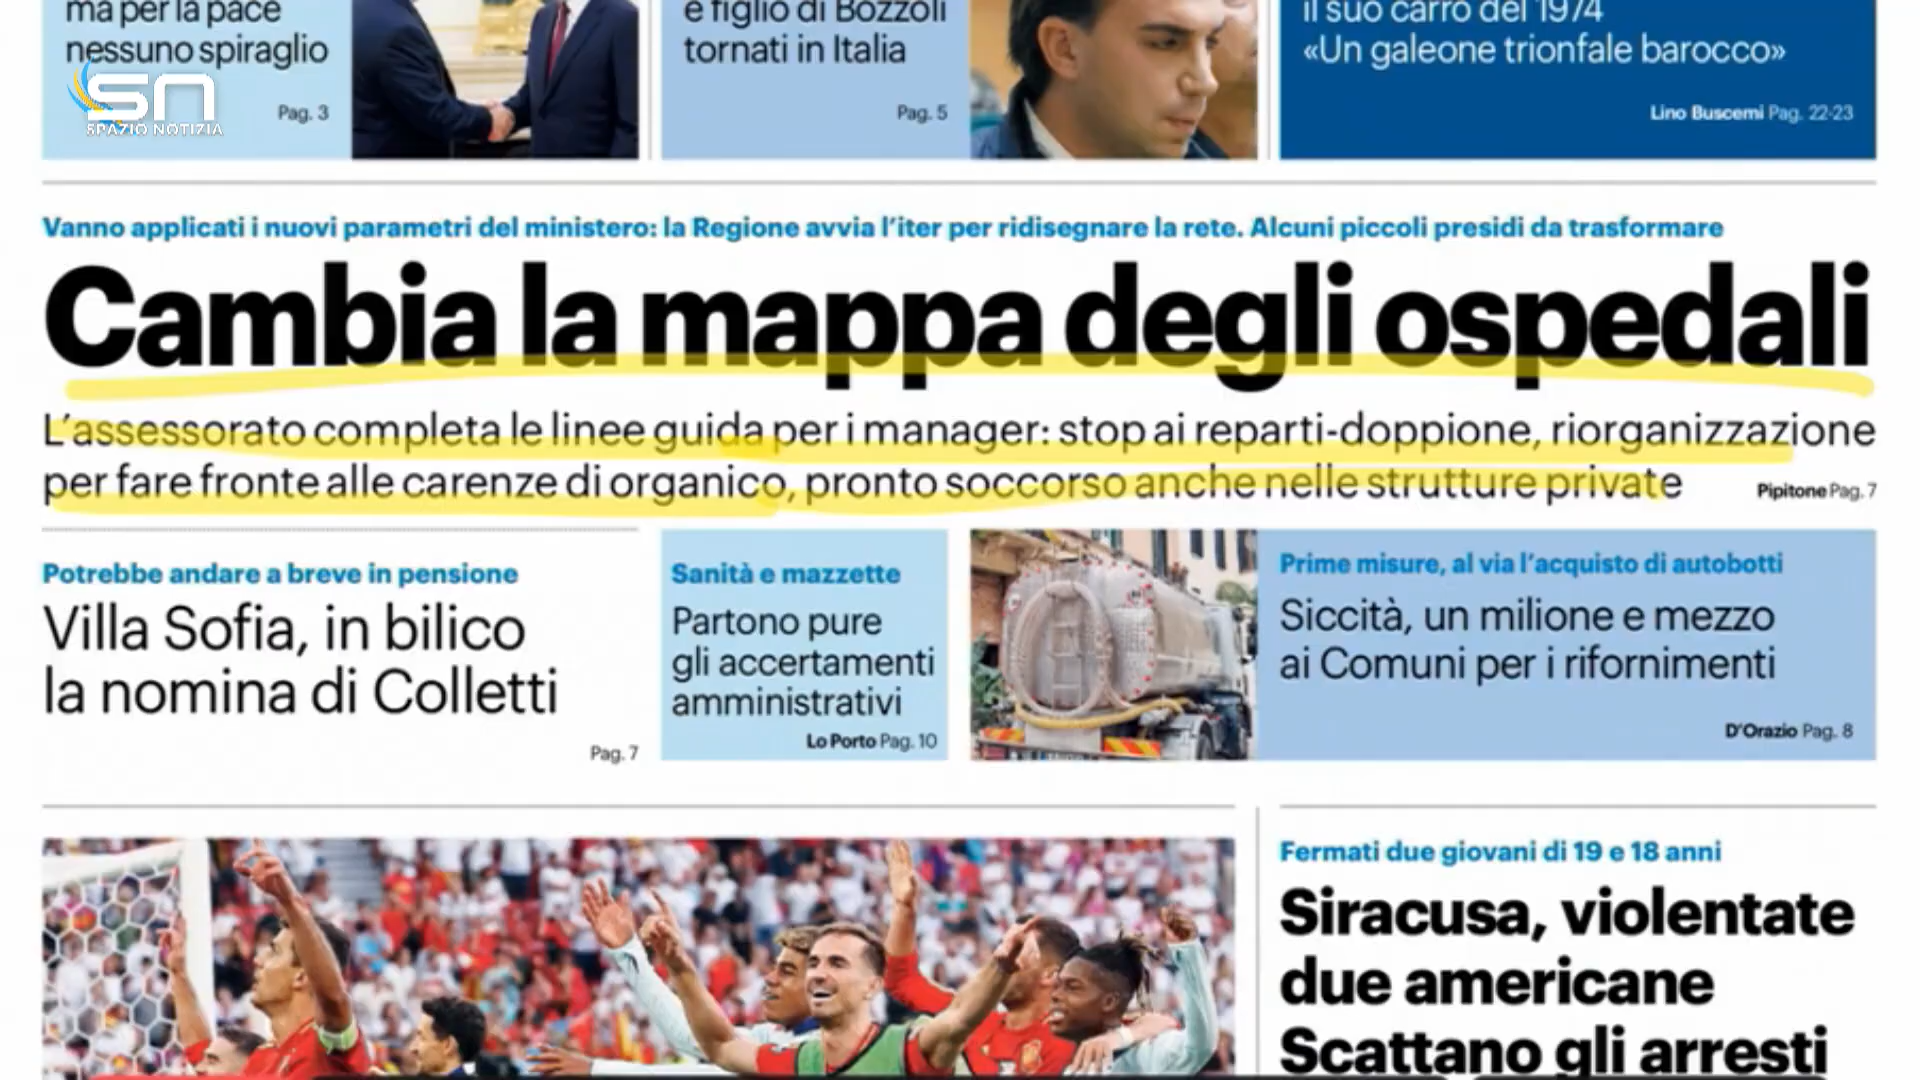 ma per la pace
nessuno spiraglio
Pag. 3
SN
SPAZIO NOTIZIA
e figlio di Bozzoli
tornati in Italia
Pag. 5
il suo carro del 1974
«Un galeone trionfale barocco»
Lino Buscemi Pag. 22-23
Vanno applicati i nuovi parametri del ministero: la Regione avvia l'iter per ridisegnare la rete. Alcuni piccoli presidi da trasformare
Cambia la mappa degli ospedali
L'assessorato completa le linee guida per i manager: stop ai reparti-doppione, riorganizzazione
per fare fronte alle carenze di organico, pronto soccorso anche nelle strutture private
Pipitone Pag. 7
Potrebbe andare a breve in pensione
Villa Sofia, in bilico
la nomina di Colletti
Pag. 7
Sanità e mazzette
Partono pure
gli accertamenti
amministrativi
Lo Porto Pag. 10
Prime misure, al via l'acquisto di autobotti
Siccità, un milione e mezzo
ai Comuni per i rifornimenti
D'Orazio Pag. 8
Fermati due giovani di 19 e 18 anni
Siracusa, violentate
due americane
Scattano gli arresti